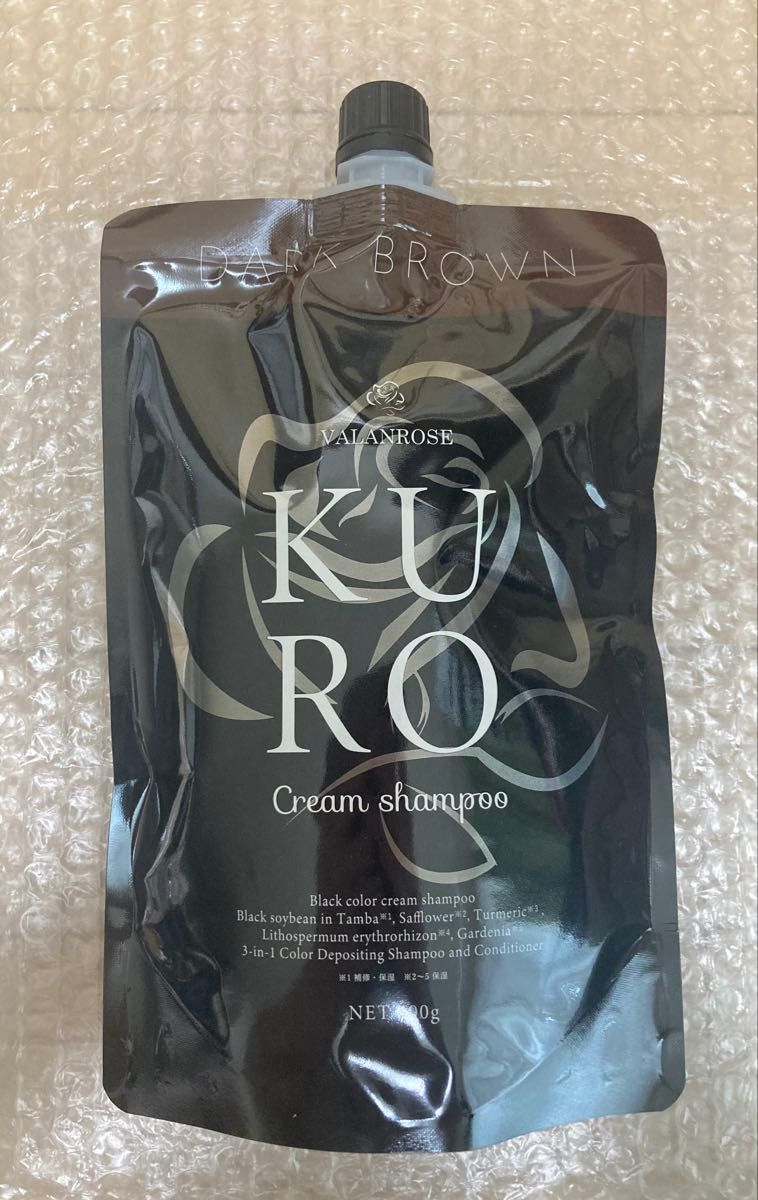 DARK BROWN
VALANROSE
KU
RO
Cream shampoo
Black color cream shampoo
Black soybean in Tamba※1, Safflower※2, Turmeric※3,
Lithospermum erythrorhizon※4, Gardenia※5
3-in-1 Color Depositing Shampoo and Conditioner
※1 補修・保湿 ※2〜5 保湿
NET